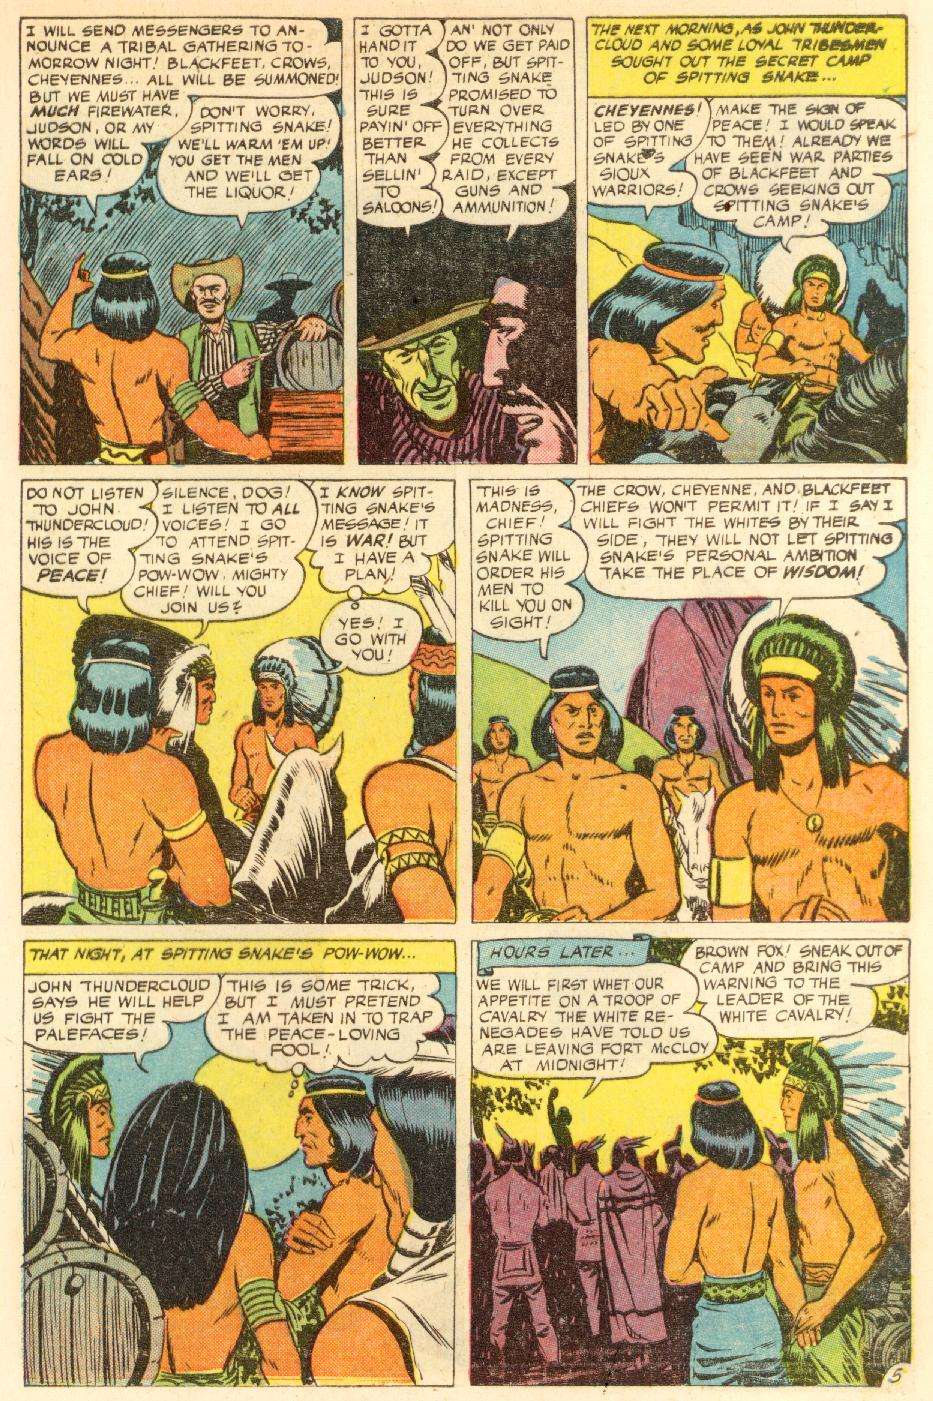 I WILL SEND MESSENGERS TO AN-
NOUNCE A TRIBAL GATHERING TO-
MORROW NIGHT! BLACKFEET, CROWS,
CHEYENNES... ALL WILL BE SUMMONED!
BUT WE MUST HAVE
MUCH FIREWATER,
JUDSON, OR MY
WORDS WILL
FALL ON COLD
EARS!
DON'T WORRY,
SPITTING SNAKE!
WE'LL WARM 'EM UP!
YOU GET THE MEN
AND WE'LL GET
THE LIQUOR!
I GOTTA
HAND IT
TO YOU,
JUDSON!
THIS IS
SURE
PAYIN' OFF
BETTER
THAN
SELLIN'
TO
SALOONS!
AN' NOT ONLY
DO WE GET PAID
OFF, BUT SPIT-
TING SNAKE
PROMISED TO
TURN OVER
EVERYTHING
HE COLLECTS
FROM EVERY
RAID, EXCEPT
GUNS AND
AMMUNITION!
THE NEXT MORNING, AS JOHN THUNDER-
CLOUD AND SOME LOYAL TRIBESMEN
SOUGHT OUT THE SECRET CAMP
OF SPITTING SNAKE...
CHEYENNES!
LED BY ONE
OF SPITTING
SNAKE'S
SIOUX
WARRIORS!
MAKE THE SIGN OF
PEACE! I WOULD SPEAK
TO THEM! ALREADY WE
HAVE SEEN WAR PARTIES
OF BLACKFEET AND
CROWS SEEKING OUT
SPITTING SNAKE'S
CAMP!
DO NOT LISTEN
TO JOHN
THUNDERCLOUD!
HIS IS THE
VOICE OF
PEACE!
SILENCE, DOG!
I LISTEN TO ALL
VOICES! I GO
TO ATTEND SPIT-
TING SNAKE'S
POW-WOW, MIGHTY
CHIEF! WILL YOU
JOIN US?
I KNOW SPIT-
TING SNAKE'S
MESSAGE! IT
IS WAR! BUT
I HAVE A
PLAN!
YES! I
GO WITH
YOU!
THIS IS
MADNESS,
CHIEF!
SPITTING
SNAKE WILL
ORDER HIS
MEN TO
KILL YOU ON
SIGHT!
THE CROW, CHEYENNE, AND BLACKFEET
CHIEFS WON'T PERMIT IT! IF I SAY I
WILL FIGHT THE WHITES BY THEIR
SIDE, THEY WILL NOT LET SPITTING
SNAKE'S PERSONAL AMBITION
TAKE THE PLACE OF WISDOM!
THAT NIGHT, AT SPITTING SNAKE'S POW-WOW...
JOHN THUNDERCLOUD
SAYS HE WILL HELP
US FIGHT THE
PALEFACES!
THIS IS SOME TRICK,
BUT I MUST PRETEND
I AM TAKEN IN TO TRAP
THE PEACE-LOVING
FOOL!
HOURS LATER...
WE WILL FIRST WHET OUR
APPETITE ON A TROOP OF
CAVALRY THE WHITE RE-
NEGADES HAVE TOLD US
ARE LEAVING FORT McCLOY
AT MIDNIGHT!
BROWN FOX! SNEAK OUT OF
CAMP AND BRING THIS
WARNING TO THE
LEADER OF THE
WHITE CAVALRY!
5